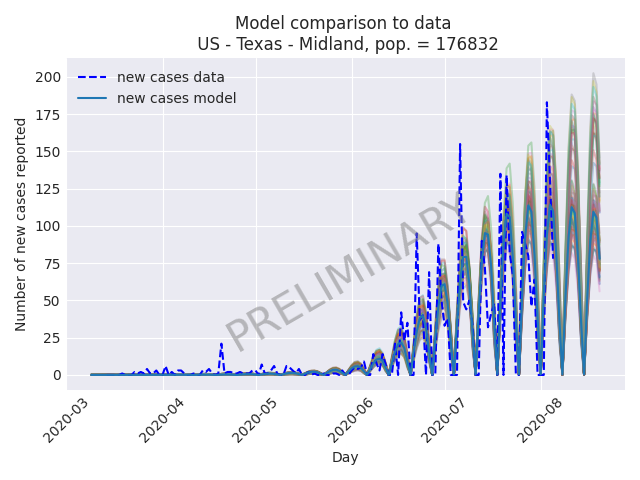 Model comparison to data
US - Texas - Midland, pop. = 176832
new cases data
new cases model
PRELIMINARY
Number of new cases reported
200
175
150
125
100
75
50
25
0
2020-03
2020-04
2020-05
2020-06
2020-07
2020-08
Day